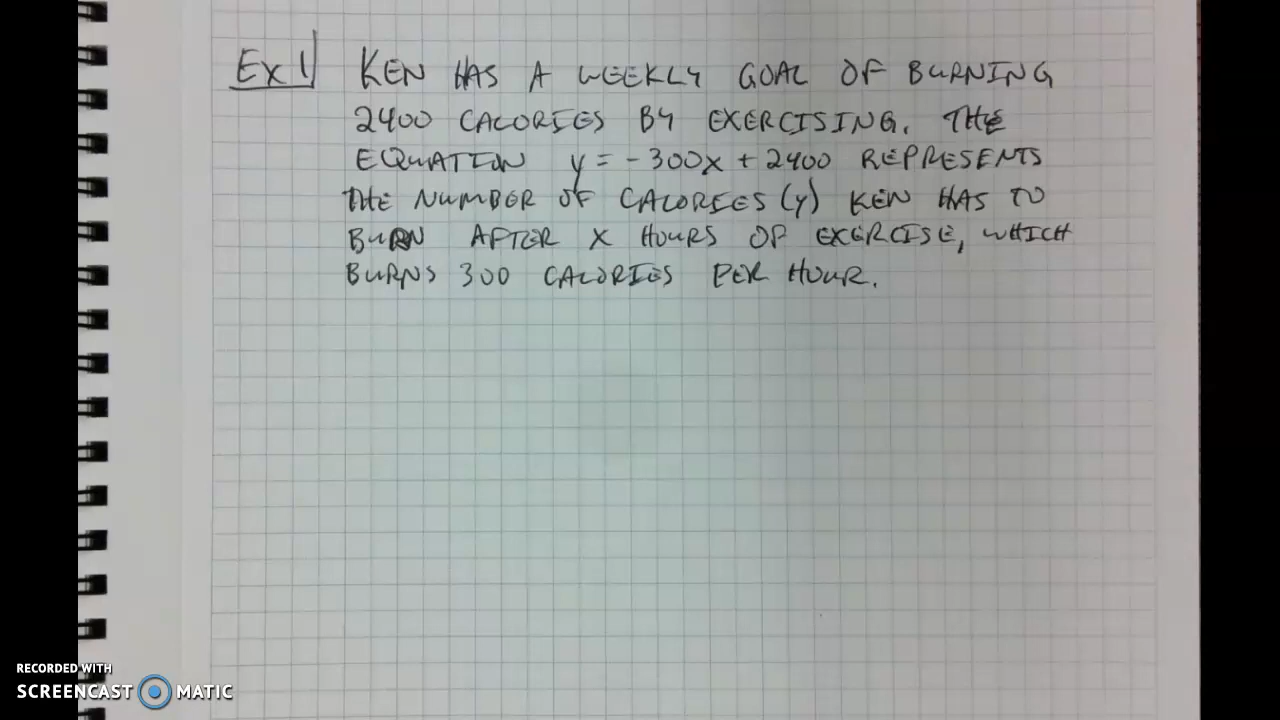 Ex 1 KEN HAS A WEEKLY GOAL OF BURNING
2400 CALORIES BY EXERCISING. THE
EQUATION y = -300x + 2400 REPRESENTS
THE NUMBER OF CALORIES (y) KEN HAS TO
BURN AFTER X HOURS OF EXERCISE, WHICH
BURNS 300 CALORIES PER HOUR.
RECORDED WITH
SCREENCAST MATIC